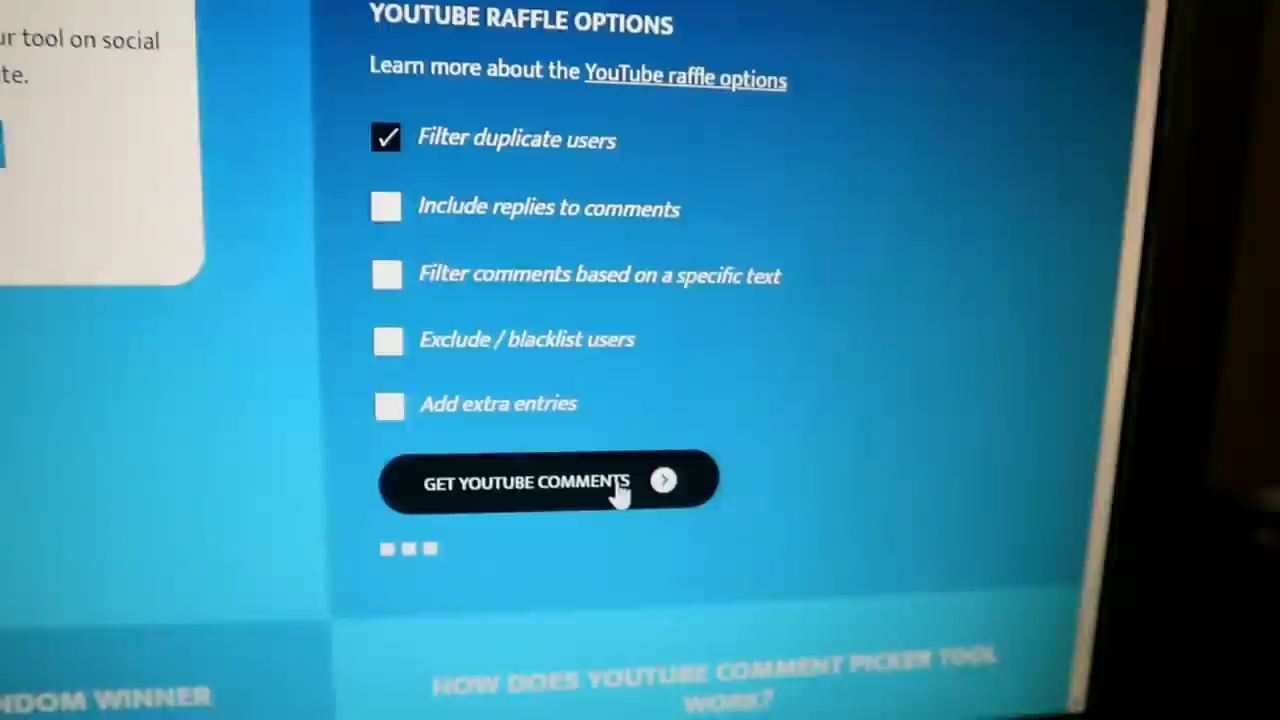 YOUTUBE RAFFLE OPTIONS
ur tool on social
Learn more about the YouTube raffle options
te.
Filter duplicate users
Include replies to comments
Filter comments based on a specific text
Exclude / blacklist users
Add extra entries
GET YOUTUBE COMMENTS
HOW DOES YOUTUBE COMMENT PICKER TOOL
WORK?
NDOM WINNER